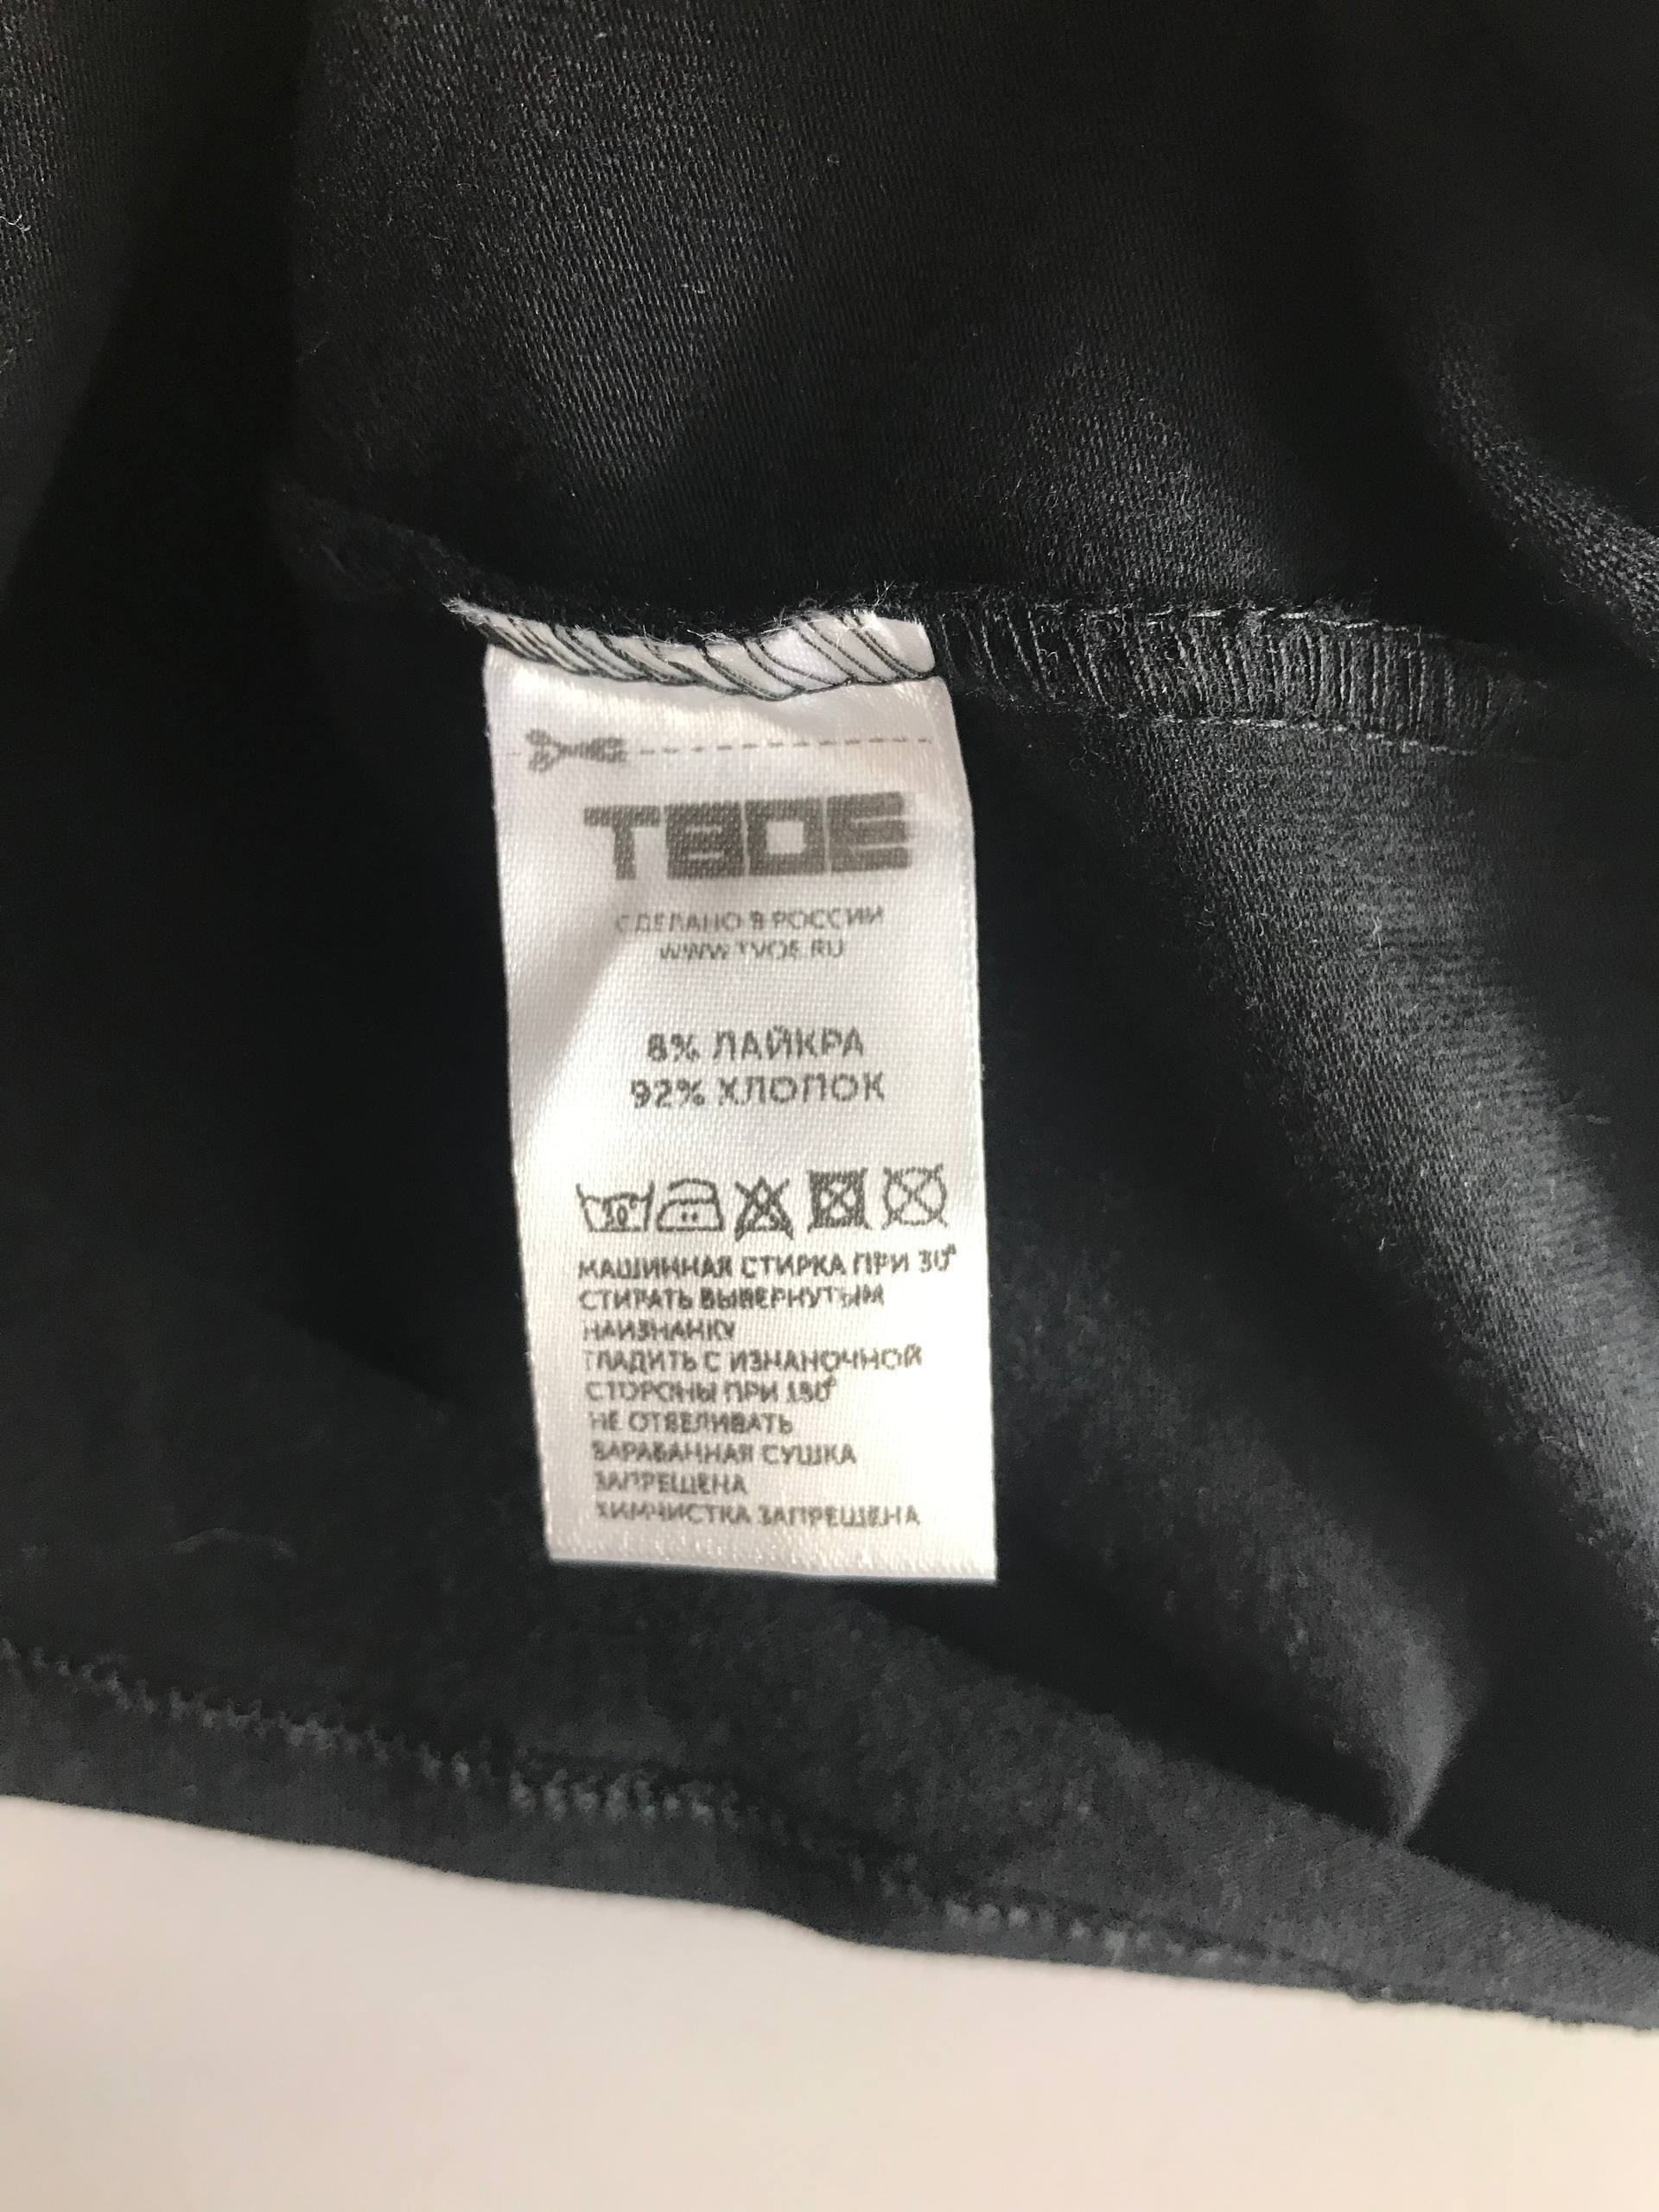 ТВОЕ
СДЕЛАНО В РОССИИ
WWW.TVOE.RU
8% ЛАЙКРА
92% ХЛОПОК
30°
МАШИННАЯ СТИРКА ПРИ 30°
СТИРАТЬ ВЫВЕРНУТЫМ
НАИЗНАНКУ
ГЛАДИТЬ С ИЗНАНОЧНОЙ
СТОРОНЫ ПРИ 150°
НЕ ОТБЕЛИВАТЬ
БАРАБАННАЯ СУШКА
ЗАПРЕЩЕНА
ХИМЧИСТКА ЗАПРЕЩЕНА